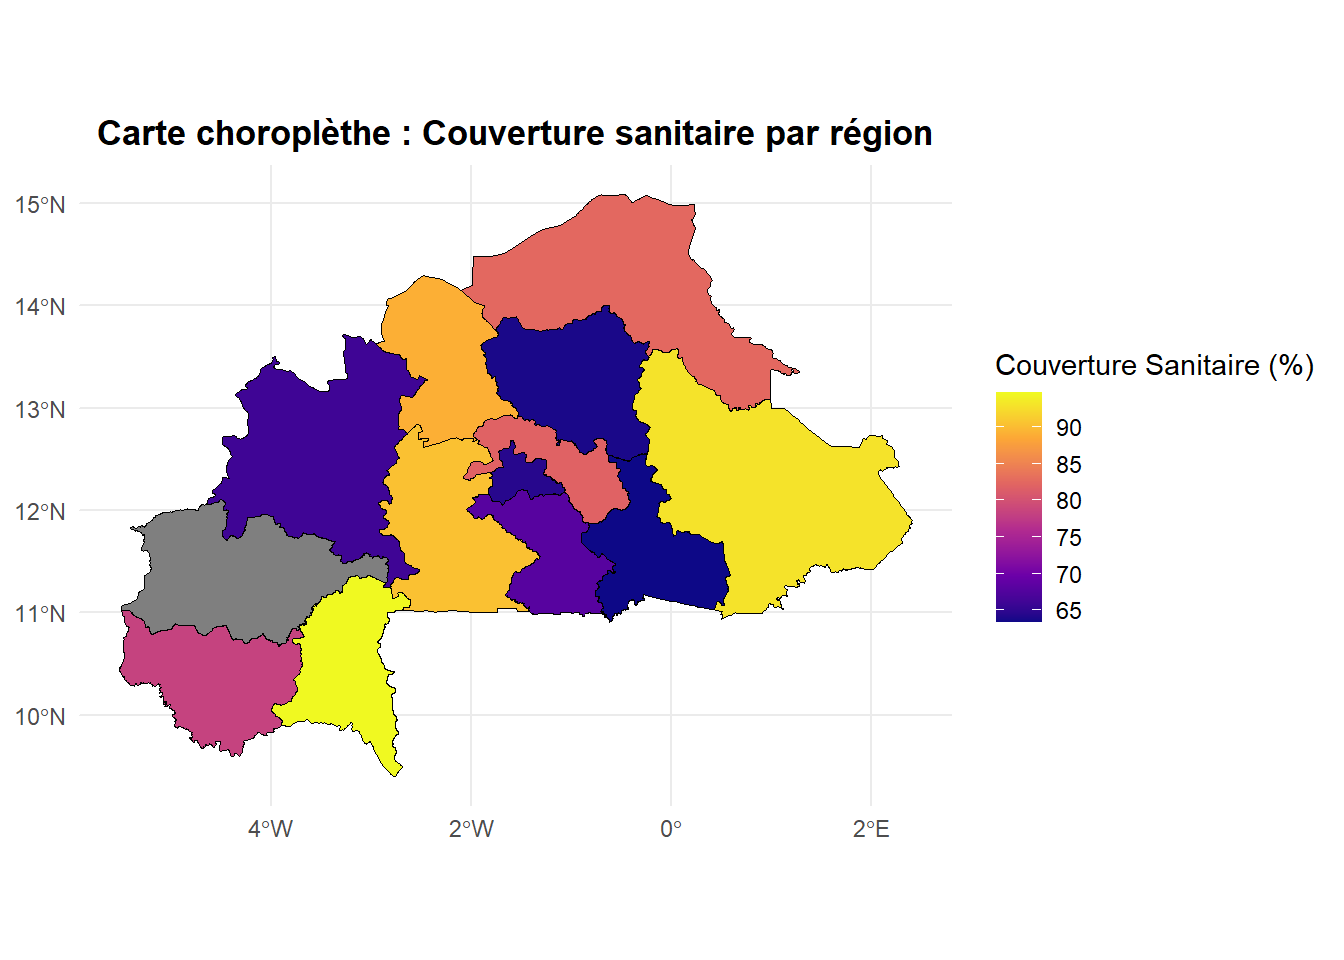 Carte choroplèthe : Couverture sanitaire par région
15°N
14°N
13°N
12°N
11°N
10°N
4°W
2°W
0°
2°E
Couverture Sanitaire (%)
90
85
80
75
70
65